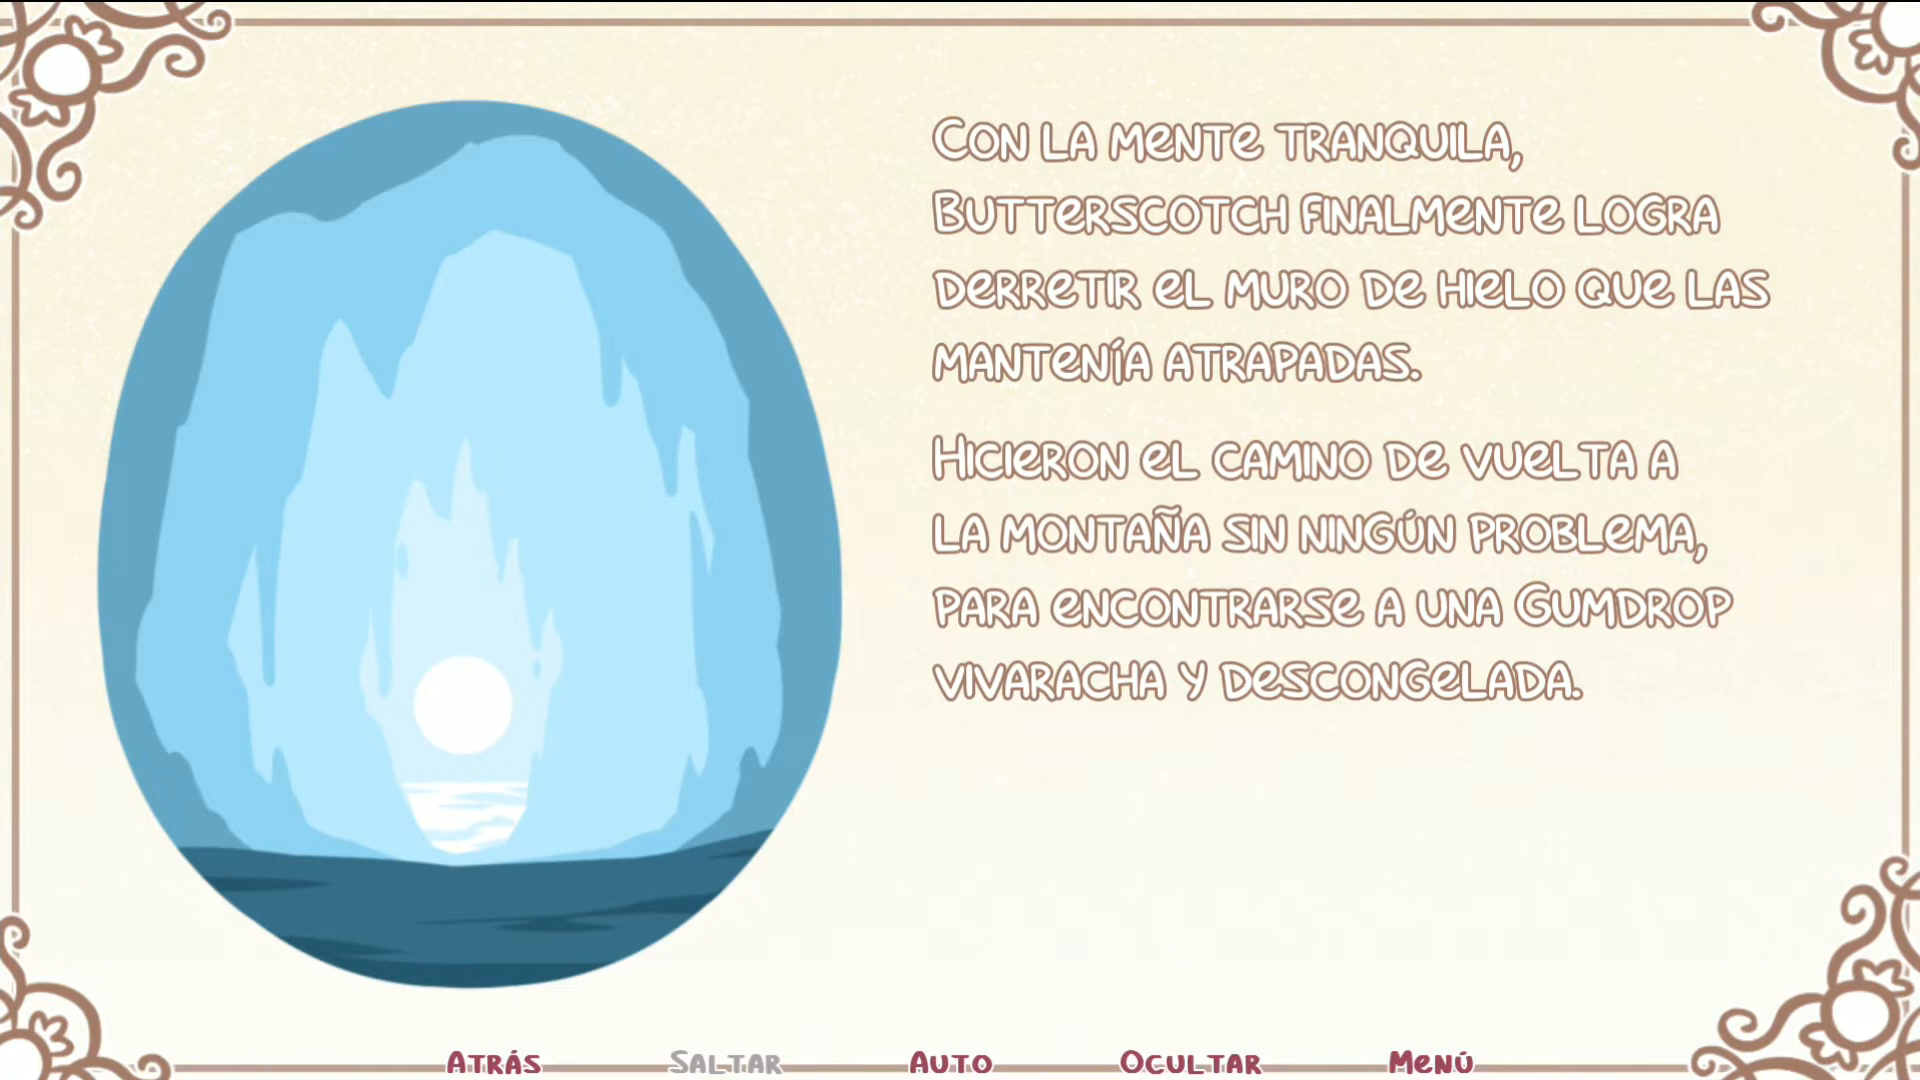 Con la mente tranquila,
Butterscotch finalmente logra
derretir el muro de hielo que las
mantenía atrapadas.
Hicieron el camino de vuelta a
la montaña sin ningún problema,
para encontrarse a una Gumdrop
vivaracha y descongelada.
Atrás Saltar Auto Ocultar Menú